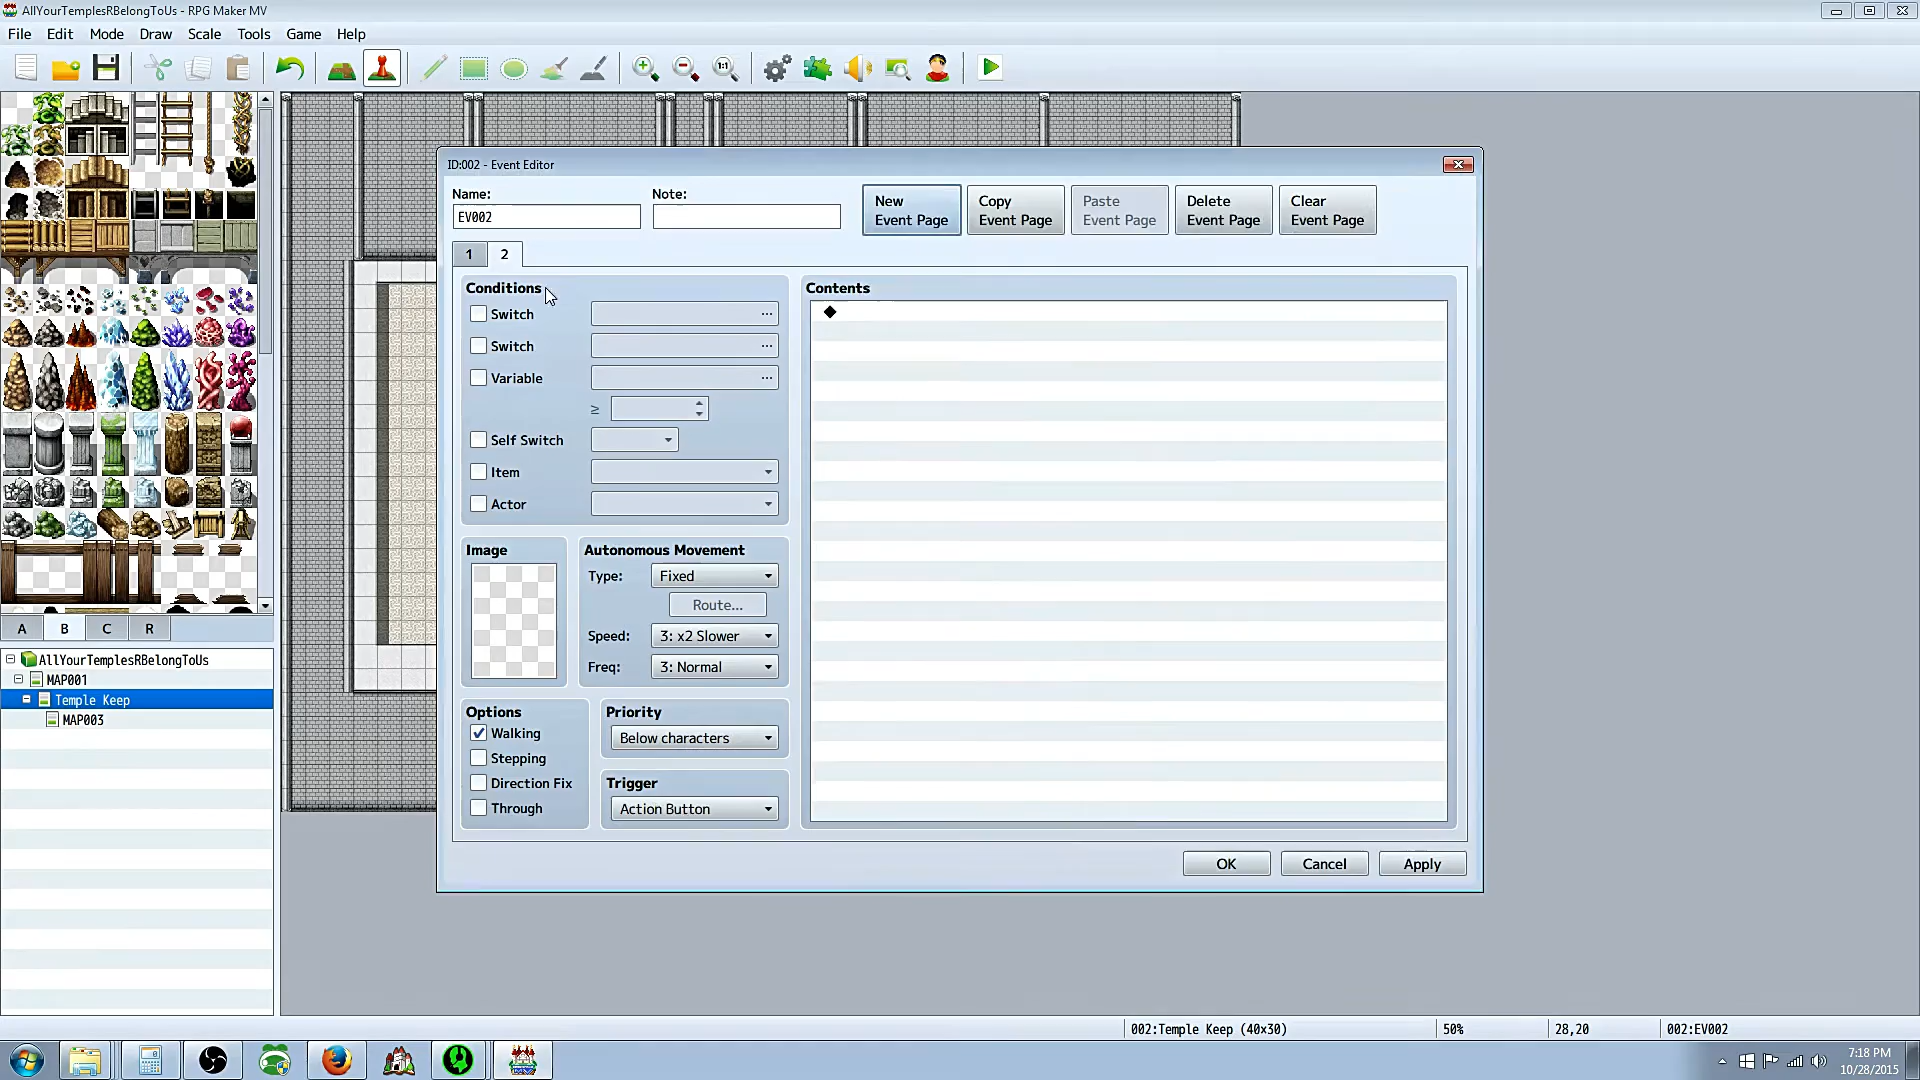 AllYourTemplesRBelongToUs - RPG Maker MV
File Edit Mode Draw Scale Tools Game Help
1:1
ID:002 - Event Editor
Name: Note:
EV002
New Event Page
Copy Event Page
Paste Event Page
Delete Event Page
Clear Event Page
1 2
Conditions
Switch ...
Switch ...
Variable ...
≥
Self Switch
Item
Actor
Image
Autonomous Movement
Type: Fixed
Route...
Speed: 3: x2 Slower
Freq: 3: Normal
Options
Walking
Stepping
Direction Fix
Through
Priority
Below characters
Trigger
Action Button
Contents
◆
OK Cancel Apply
A B C R
AllYourTemplesRBelongToUs
MAP001
Temple Keep
MAP003
002:Temple Keep (40x30) 50% 28,20 002:EV002
7:18 PM
10/28/2015